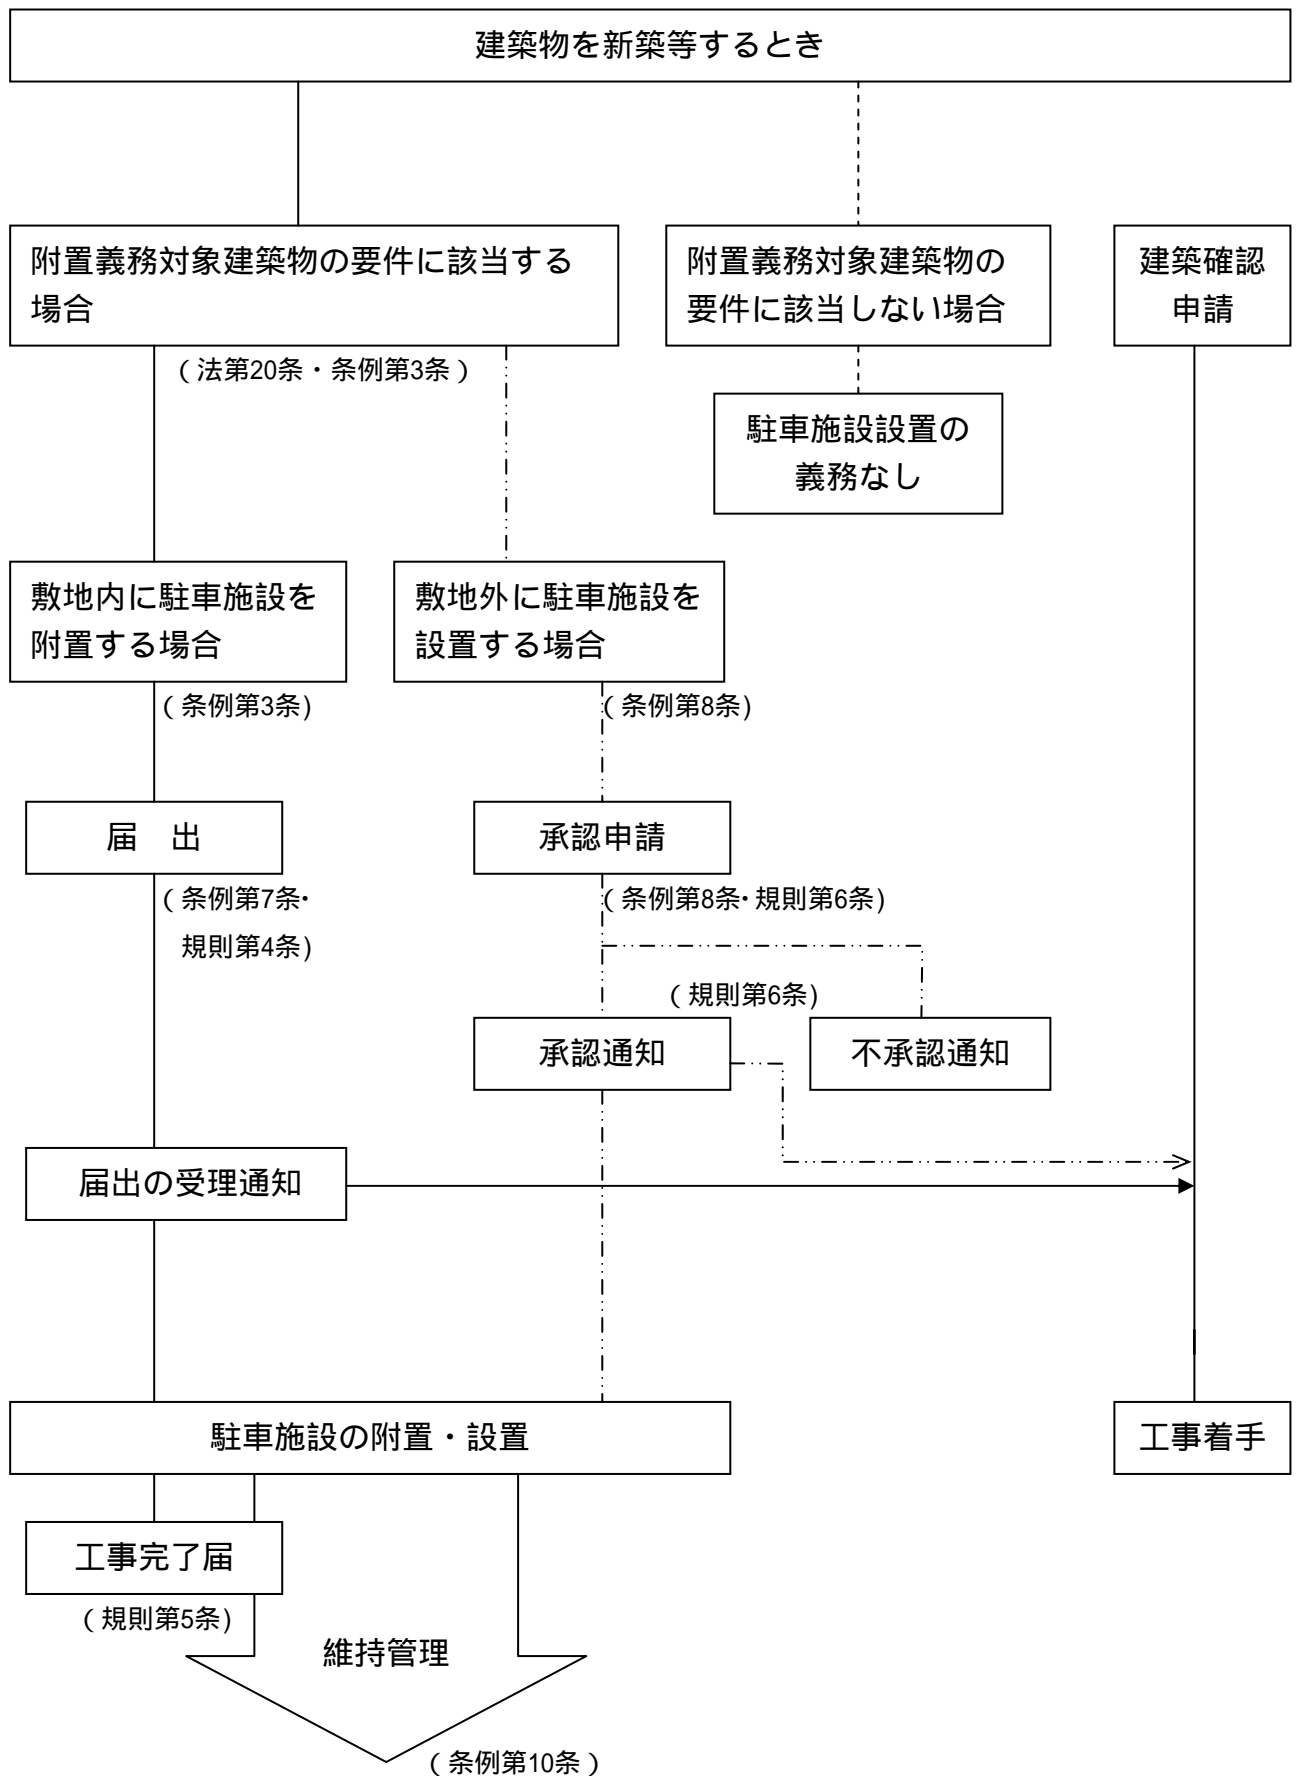 建築物を新築等するとき
附置義務対象建築物の要件に該当する
場合
附置義務対象建築物の
要件に該当しない場合
建築確認
申請
（法第20条・条例第3条）
駐車施設設置の
義務なし
敷地内に駐車施設を
附置する場合
敷地外に駐車施設を
設置する場合
（条例第3条)
（条例第8条)
届　出
承認申請
（条例第7条・
規則第4条)
（条例第8条・規則第6条)
（規則第6条)
承認通知
不承認通知
届出の受理通知
駐車施設の附置・設置
工事着手
工事完了届
（規則第5条)
維持管理
（条例第10条）